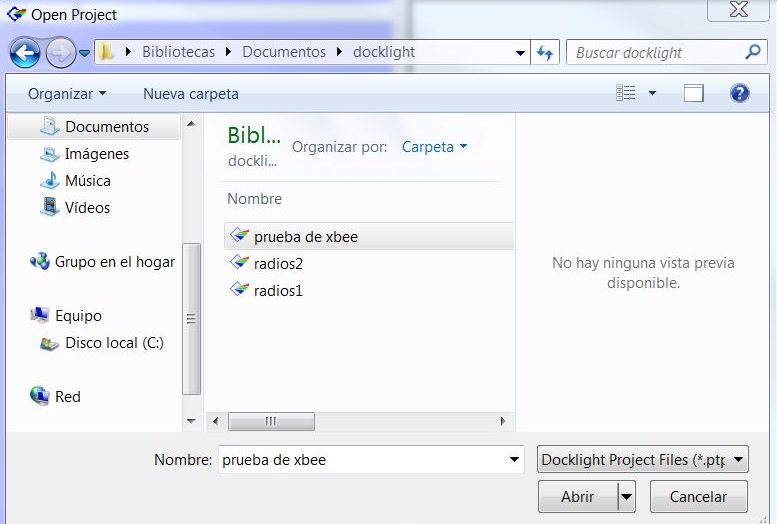 Open Project
Bibliotecas Documentos docklight
Buscar docklight
Organizar Nueva carpeta
Documentos
Imágenes
Música
Vídeos
Grupo en el hogar
Equipo
Disco local (C:)
Red
Bibl...
dockli...
Organizar por: Carpeta
Nombre
prueba de xbee
radios2
radios1
No hay ninguna vista previa
disponible.
Nombre: prueba de xbee
Docklight Project Files (*.ptp
Abrir Cancelar